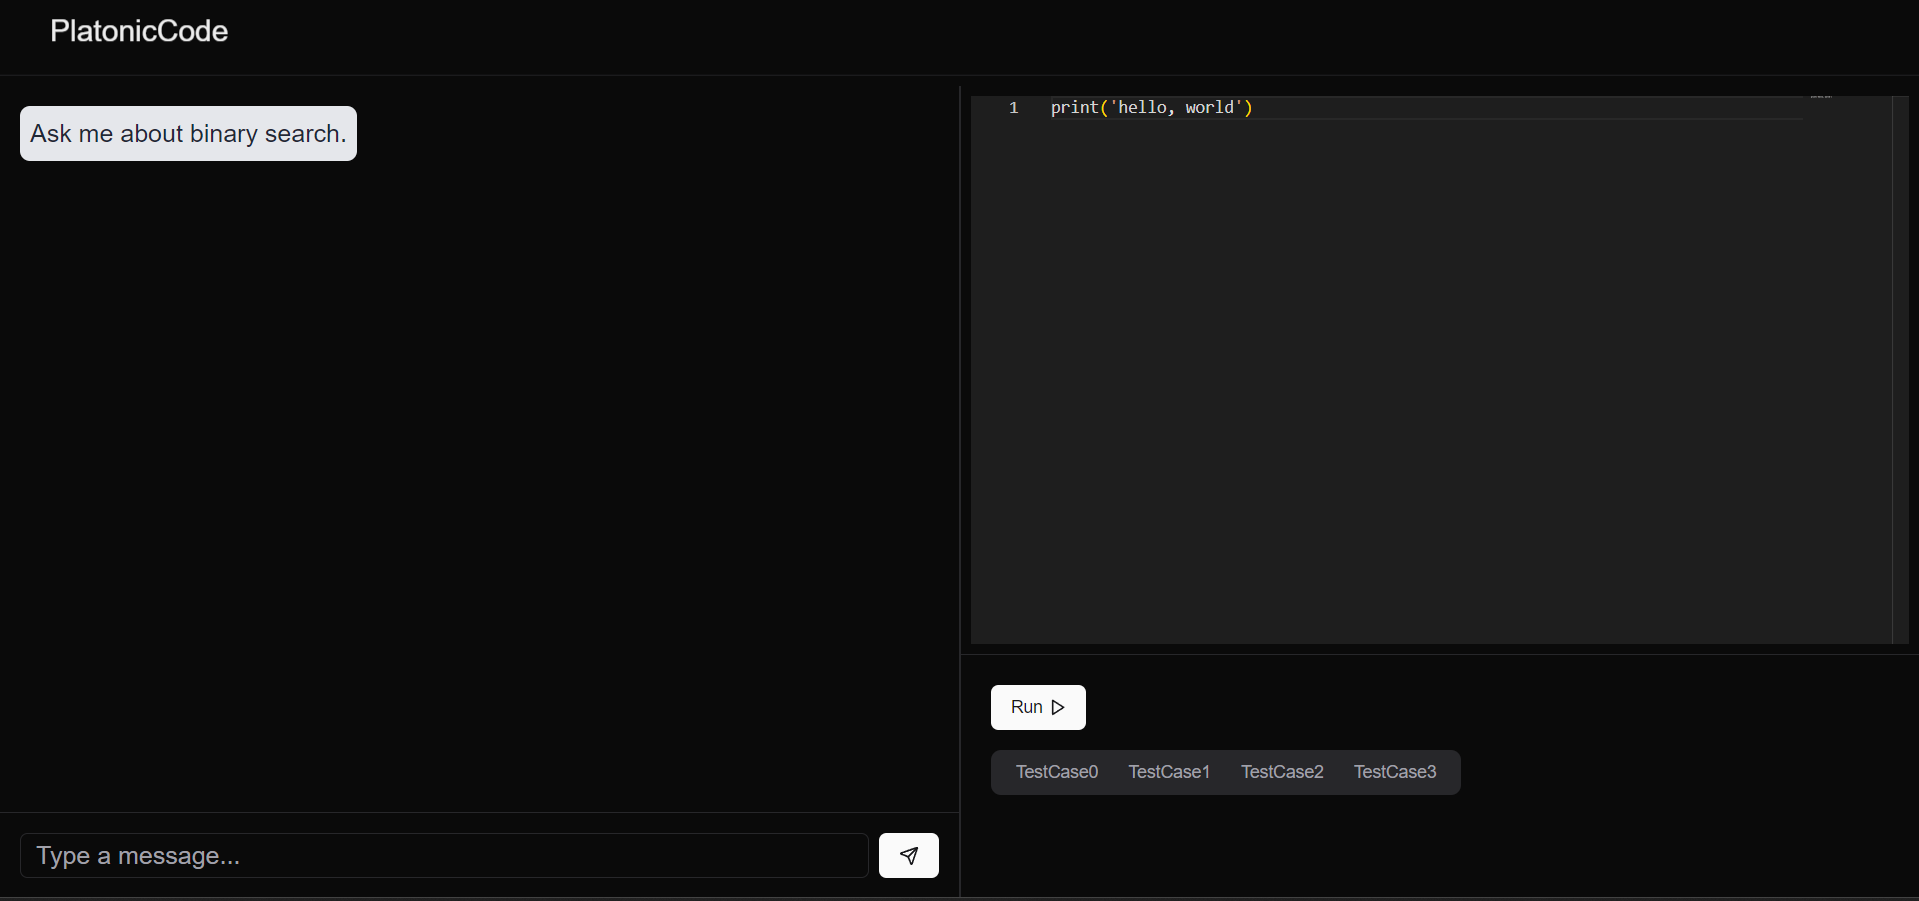 PlatonicCode
Ask me about binary search.
Type a message...
1 print('hello, world')
Run
TestCase0 TestCase1 TestCase2 TestCase3